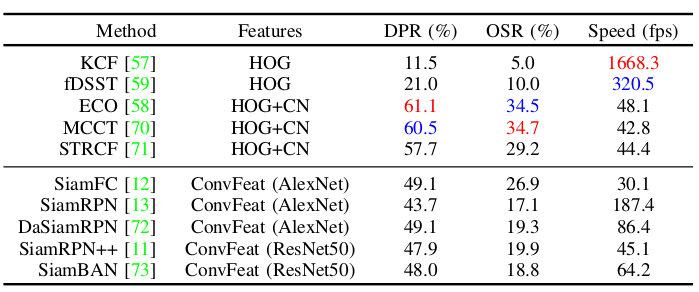 Method Features DPR (%) OSR (%) Speed (fps)
KCF [57] HOG 11.5 5.0 1668.3
fDSST [59] HOG 21.0 10.0 320.5
ECO [58] HOG+CN 61.1 34.5 48.1
MCCT [70] HOG+CN 60.5 34.7 42.8
STRCF [71] HOG+CN 57.7 29.2 44.4
SiamFC [12] ConvFeat (AlexNet) 49.1 26.9 30.1
SiamRPN [13] ConvFeat (AlexNet) 43.7 17.1 187.4
DaSiamRPN [72] ConvFeat (AlexNet) 49.1 19.3 86.4
SiamRPN++ [11] ConvFeat (ResNet50) 47.9 19.9 45.1
SiamBAN [73] ConvFeat (ResNet50) 48.0 18.8 64.2